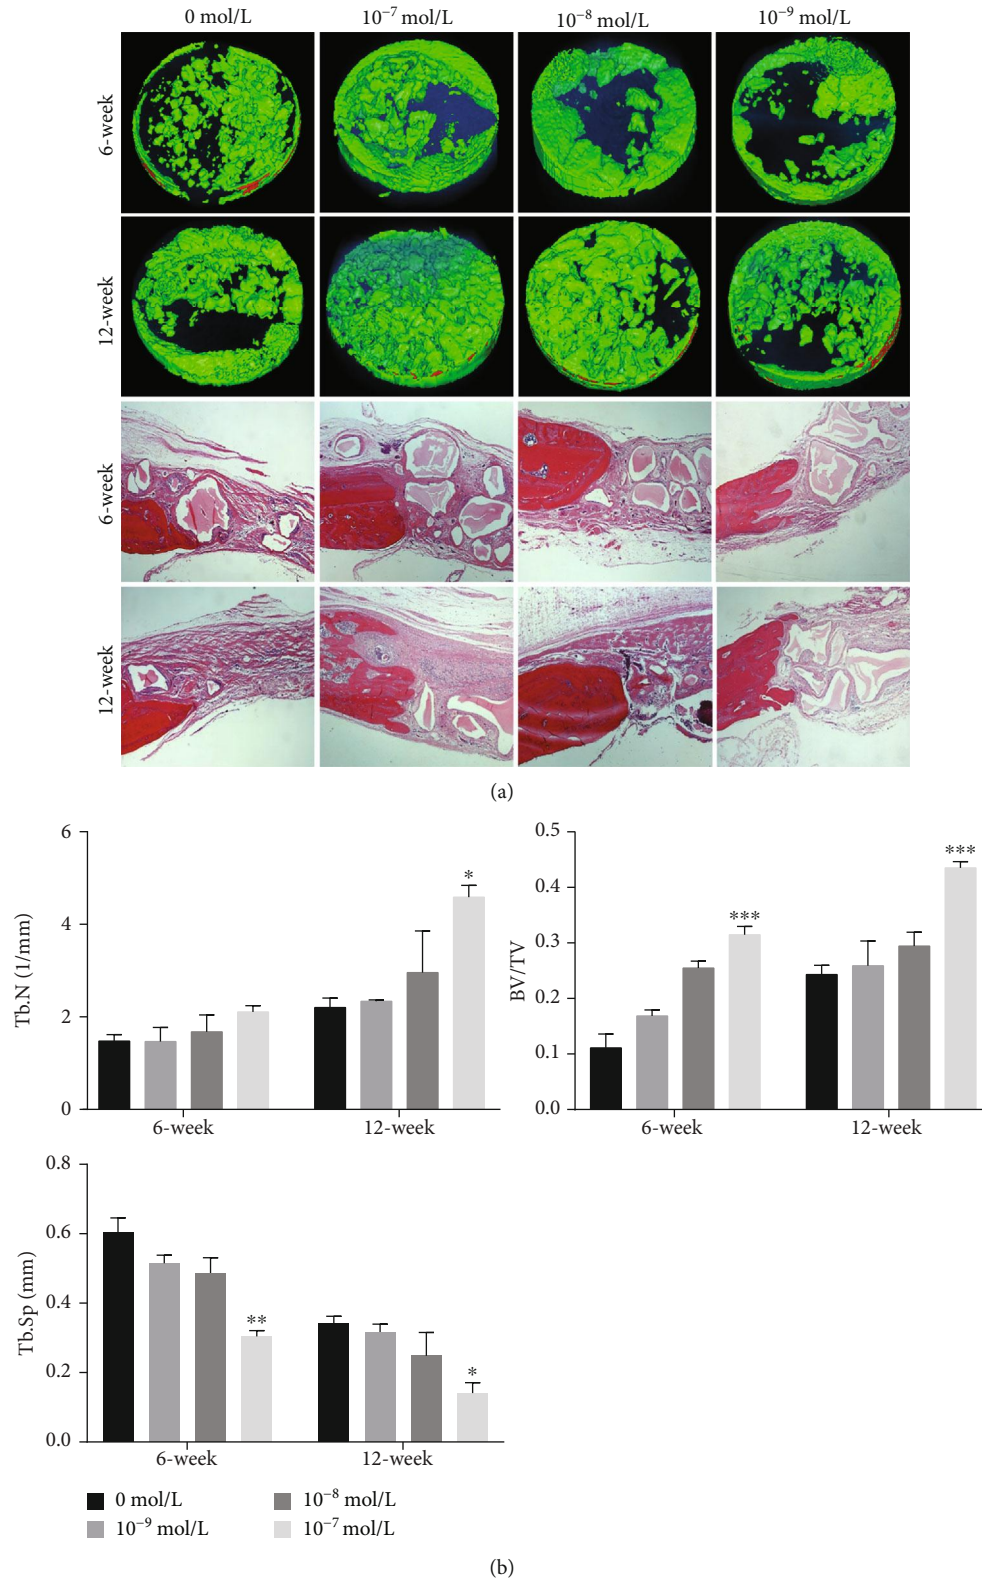 0 mol/L 10⁻⁷ mol/L 10⁻⁸ mol/L 10⁻⁹ mol/L
6-week
12-week
6-week
12-week
(a)
6
4
2
0
Tb.N (1/mm)
*
6-week 12-week
0.5
0.4
0.3
0.2
0.1
0.0
BV/TV
***
***
6-week 12-week
0.8
0.6
0.4
0.2
0.0
Tb.Sp (mm)
**
*
6-week 12-week
0 mol/L 10⁻⁸ mol/L
10⁻⁹ mol/L 10⁻⁷ mol/L
(b)